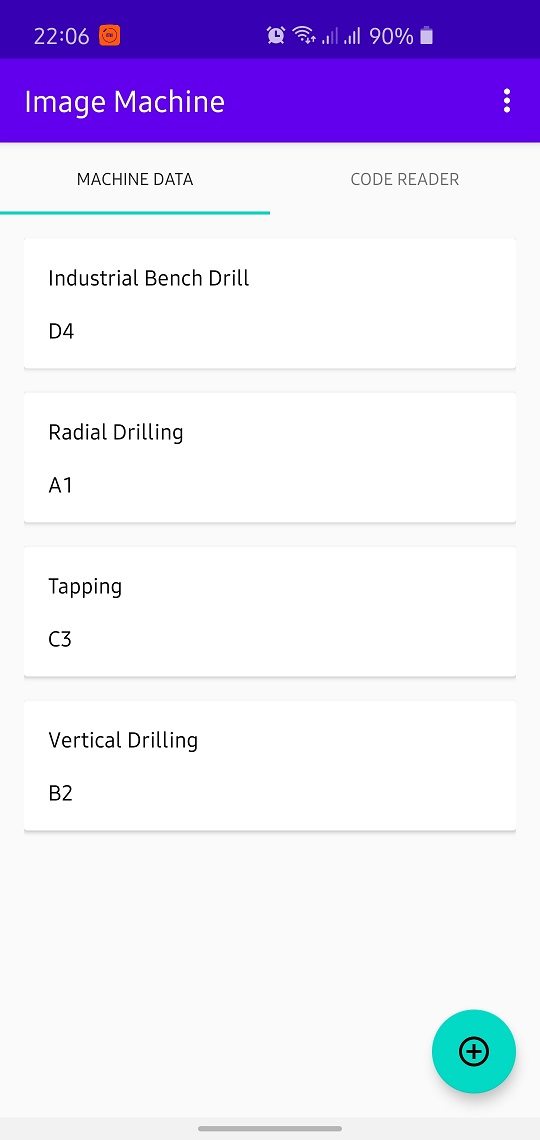 22:06
90%
Image Machine
MACHINE DATA
CODE READER
Industrial Bench Drill
D4
Radial Drilling
A1
Tapping
C3
Vertical Drilling
B2